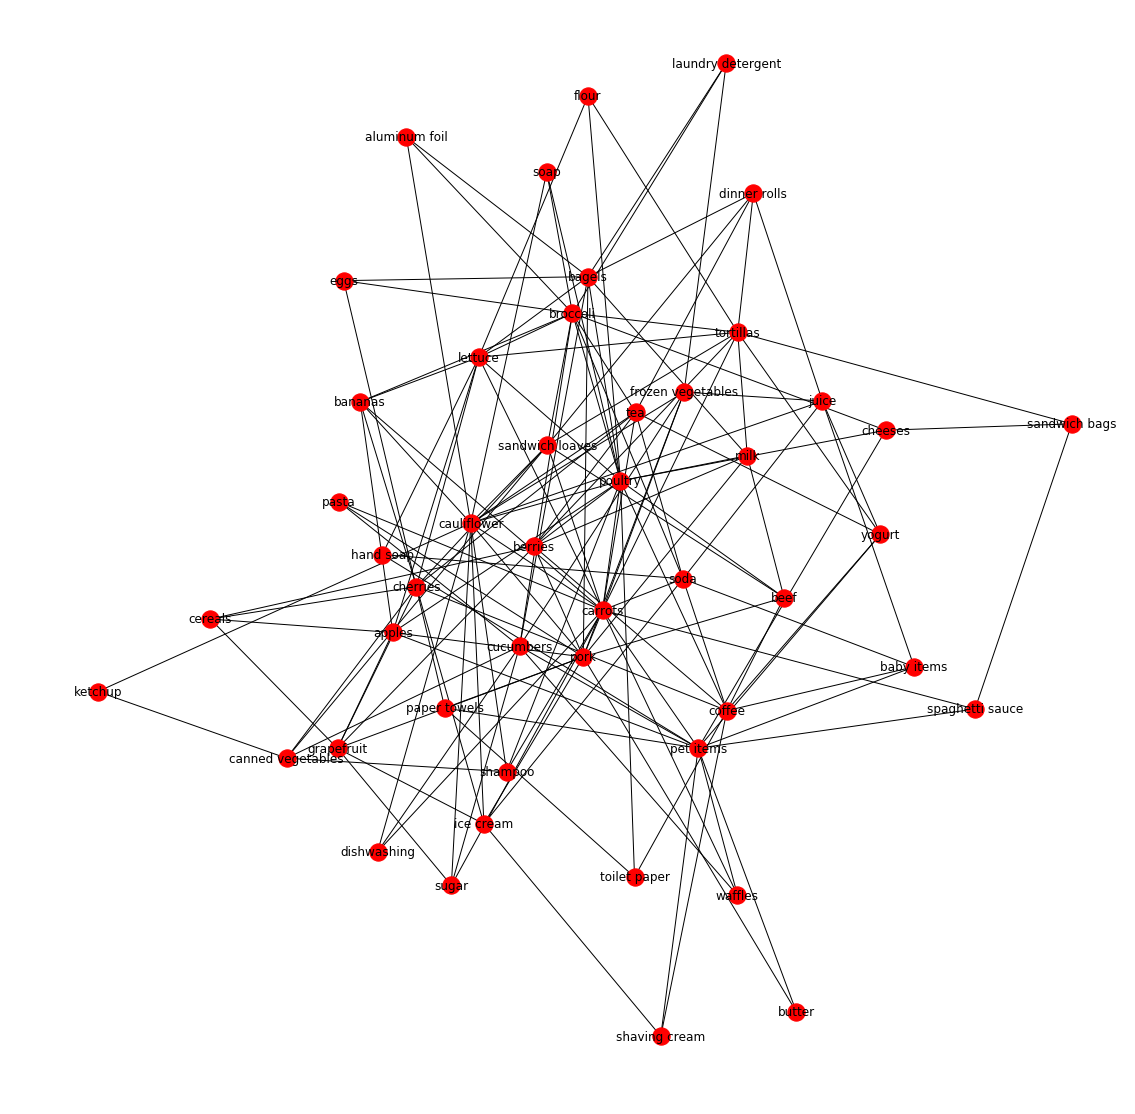 laundry detergent
flour
aluminum foil
soap
dinner rolls
bagels
eggs
broccoli
tortillas
lettuce
frozen vegetables
bananas
juice
tea
sandwich bags
cheeses
sandwich loaves
milk
poultry
pasta
cauliflower
yogurt
berries
hand soap
soda
cherries
beef
carrots
cereals
apples
cucumbers
pork
baby items
ketchup
paper towels
coffee
spaghetti sauce
grapefruit
pet items
canned vegetables
shampoo
ice cream
dishwashing
toilet paper
sugar
waffles
butter
shaving cream